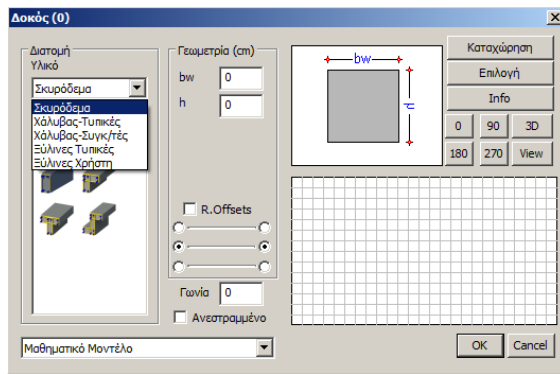 Δοκός (0)
Διατομή
Υλικό
Σκυρόδεμα
Σκυρόδεμα
Χάλυβας-Τυπικές
Χάλυβας-Συγκ/τές
Ξύλινες Τυπικές
Ξύλινες Χρήστη
Γεωμετρία (cm)
bw 0
h 0
R.Offsets
Γωνία 0
Ανεστραμμένο
bw
h
Καταχώρηση
Επιλογή
Info
0 90 3D
180 270 View
Μαθηματικό Μοντέλο
OK Cancel